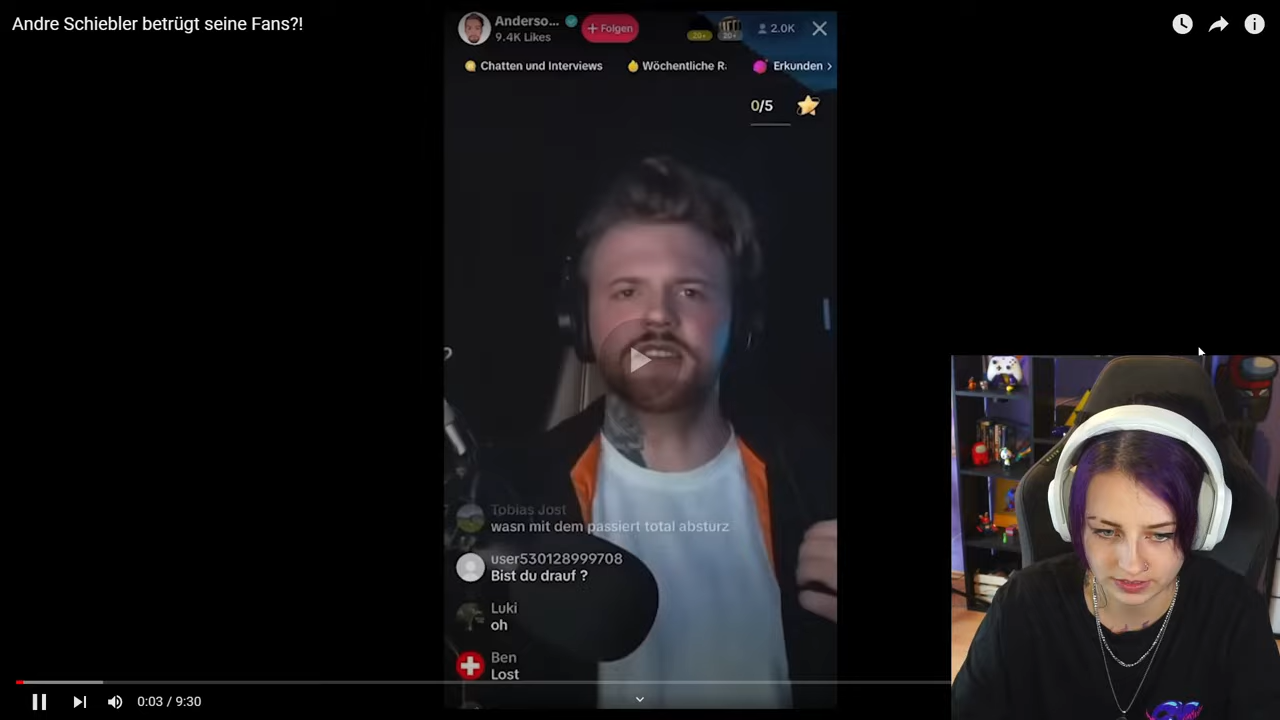 Andre Schiebler betrügt seine Fans?!
Anderso...
9.4K Likes
+ Folgen
20+
20+
2.0K
Chatten und Interviews
Wöchentliche R
Erkunden >
0/5
?
Tobias Jost
wasn mit dem passiert total absturz
user530128999708
Bist du drauf ?
Luki
oh
Ben
Lost
0:03 / 9:30